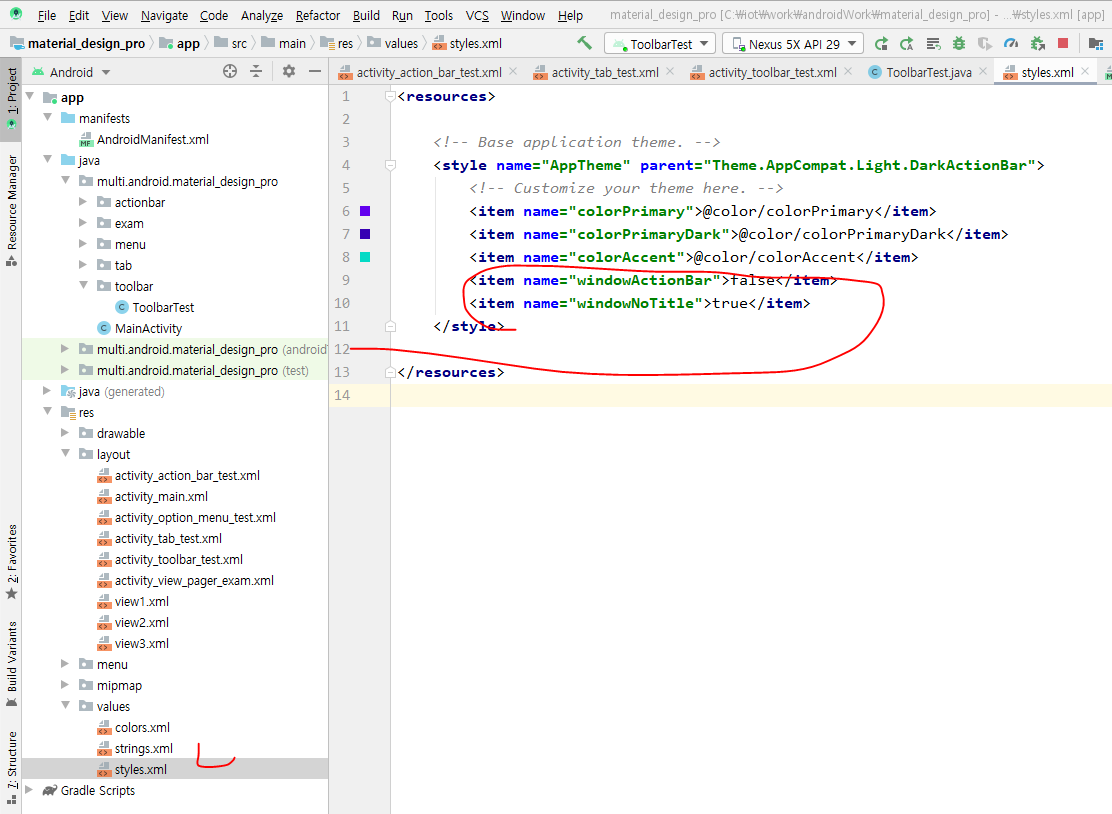 File Edit View Navigate Code Analyze Refactor Build Run Tools VCS Window Help material_design_pro [C:₩iot₩work₩androidWork₩material_design_pro] - ...₩styles.xml [app]
material_design_pro app src main res values styles.xml ToolbarTest Nexus 5X API 29
1: Project
Resource Manager
2: Favorites
Build Variants
7: Structure
Android
app
manifests
AndroidManifest.xml
java
multi.android.material_design_pro
actionbar
exam
menu
tab
toolbar
ToolbarTest
MainActivity
multi.android.material_design_pro (android
multi.android.material_design_pro (test)
java (generated)
res
drawable
layout
activity_action_bar_test.xml
activity_main.xml
activity_option_menu_test.xml
activity_tab_test.xml
activity_toolbar_test.xml
activity_view_pager_exam.xml
view1.xml
view2.xml
view3.xml
menu
mipmap
values
colors.xml
strings.xml
styles.xml
Gradle Scripts
activity_action_bar_test.xml activity_tab_test.xml activity_toolbar_test.xml ToolbarTest.java styles.xml
1 <resources>
2
3 <!-- Base application theme. -->
4 <style name="AppTheme" parent="Theme.AppCompat.Light.DarkActionBar">
5 <!-- Customize your theme here. -->
6 <item name="colorPrimary">@color/colorPrimary</item>
7 <item name="colorPrimaryDark">@color/colorPrimaryDark</item>
8 <item name="colorAccent">@color/colorAccent</item>
9 <item name="windowActionBar">false</item>
10 <item name="windowNoTitle">true</item>
11 </style>
12
13 </resources>
14